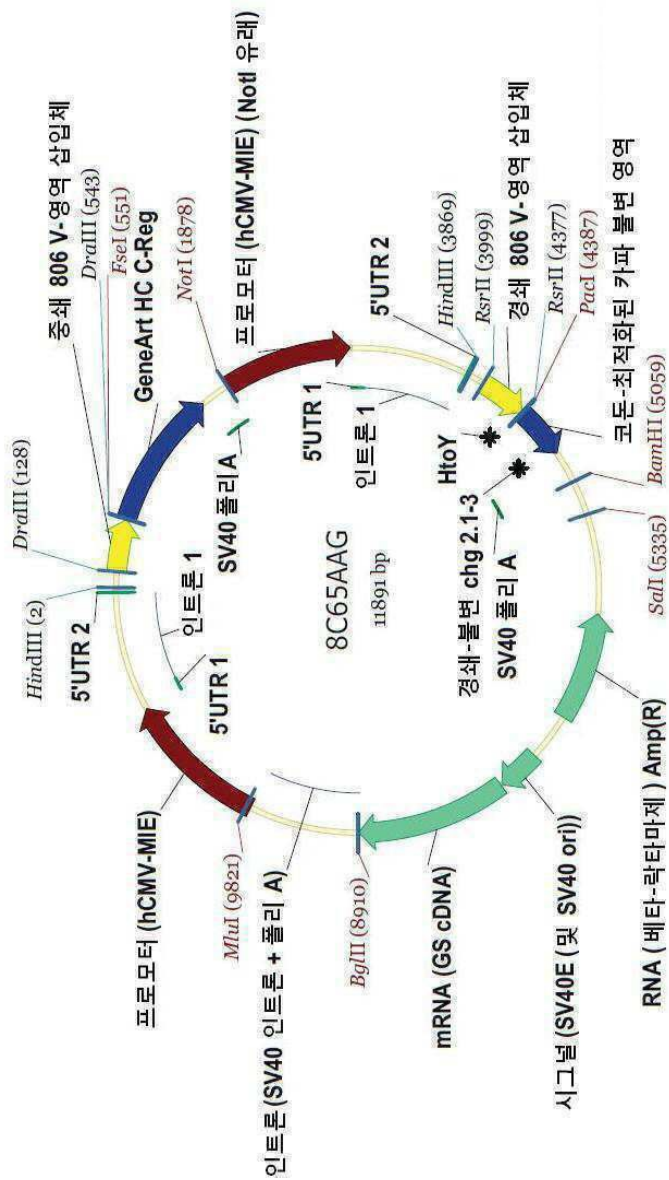 중쇄 806 V-영역 삽입체
DraIII (543)
FseI (551)
GeneArt HC C-Reg
NotI (1878)
프로모터 (hCMV-MIE) (NotI 유래)
5'UTR 2
HindIII (3869)
RsrII (3999)
경쇄 806 V-영역 삽입체
RsrII (4377)
PacI (4387)
코돈-최적화된 카파 불변 영역
BamHI (5059)
SalI (5335)
RNA (베타-락타마제) Amp(R)
시그널 (SV40E (및 SV40 ori))
mRNA (GS cDNA)
BglII (8910)
인트론 (SV40 인트론 + 폴리 A)
MluI (9821)
프로모터 (hCMV-MIE)
5'UTR 1
인트론 1
5'UTR 2
HindIII (2)
DraIII (128)
SV40 폴리 A
5'UTR 1
인트론 1
HtoY
경쇄-불변 chg 2.1-3
SV40 폴리 A
8C65AAG
11891 bp